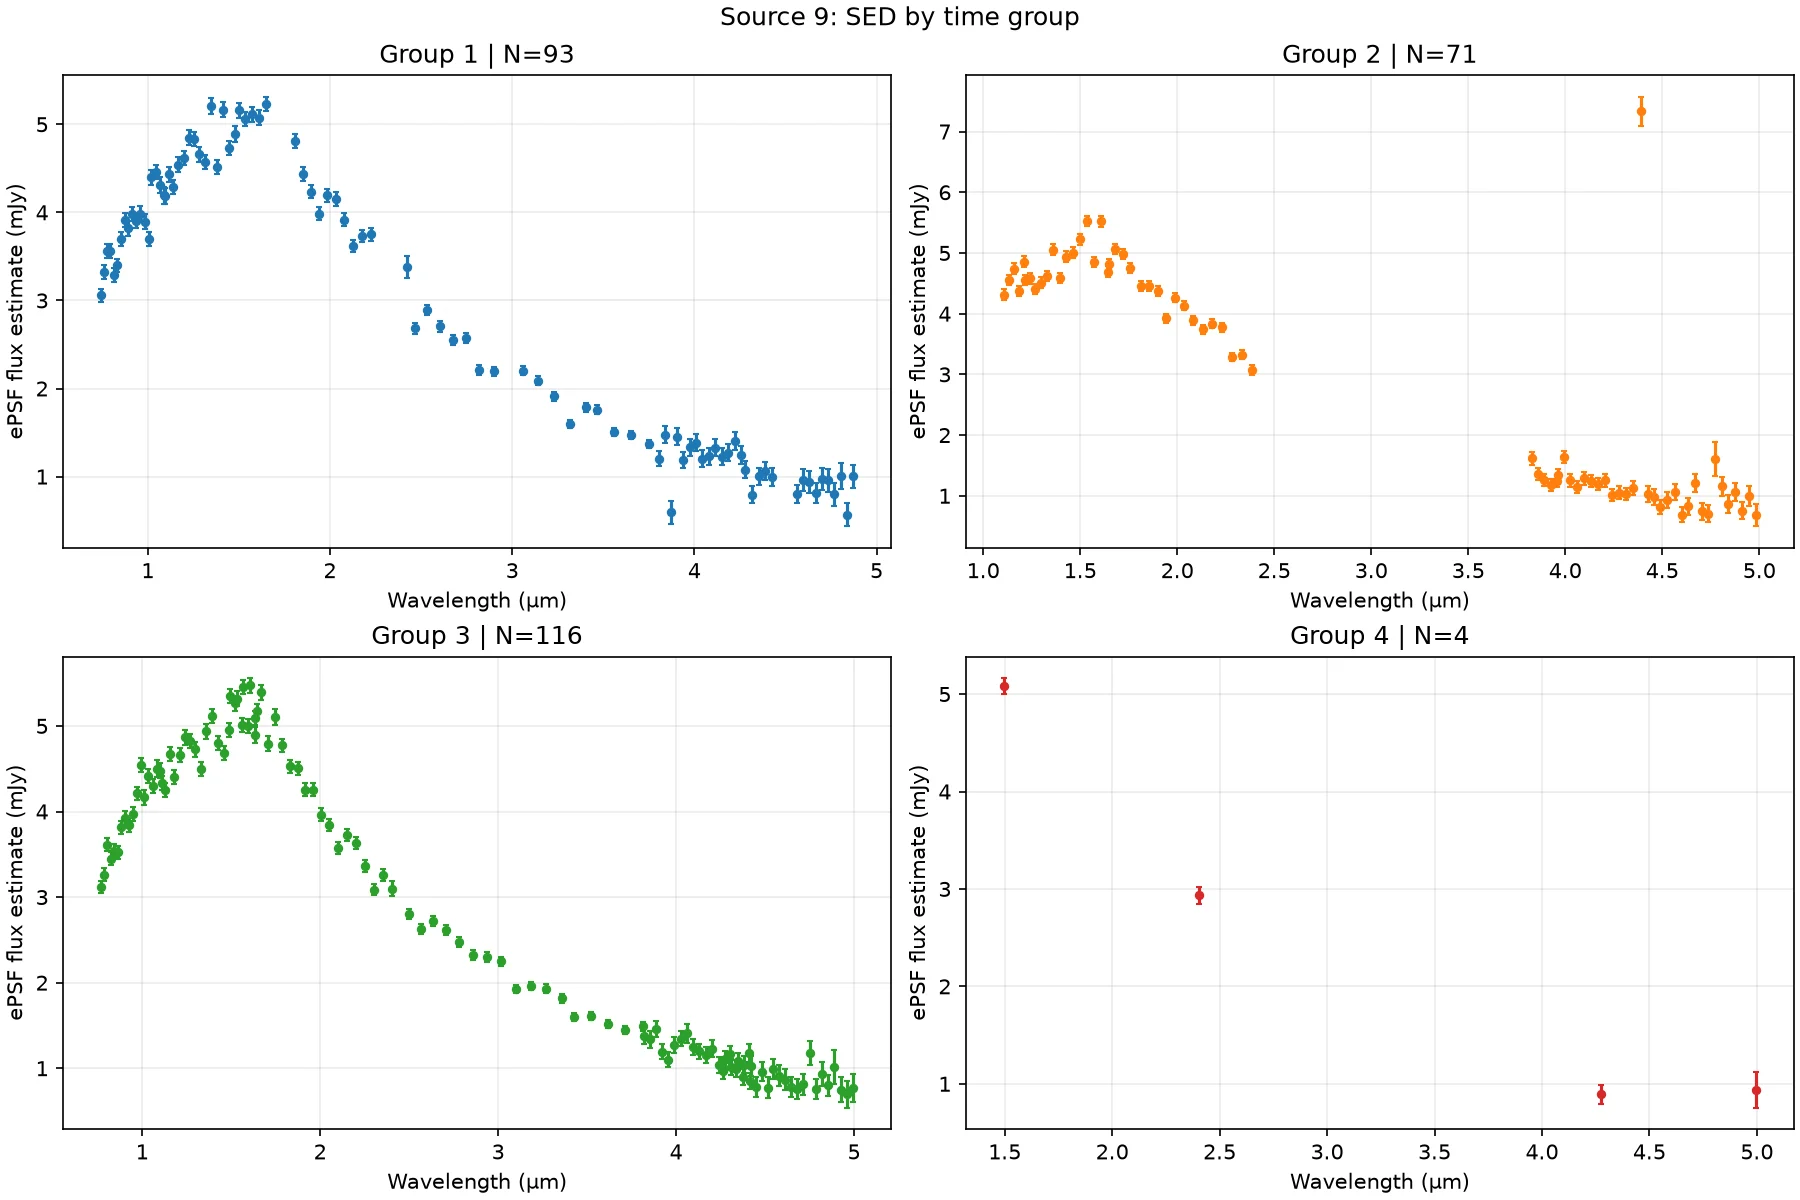 Source 9: SED by time group
Group 1 | N=93
ePSF flux estimate (mJy)
5
4
3
2
1
1 2 3 4 5
Wavelength (μm)
Group 2 | N=71
ePSF flux estimate (mJy)
7
6
5
4
3
2
1
1.0 1.5 2.0 2.5 3.0 3.5 4.0 4.5 5.0
Wavelength (μm)
Group 3 | N=116
ePSF flux estimate (mJy)
5
4
3
2
1
1 2 3 4 5
Wavelength (μm)
Group 4 | N=4
ePSF flux estimate (mJy)
5
4
3
2
1
1.5 2.0 2.5 3.0 3.5 4.0 4.5 5.0
Wavelength (μm)